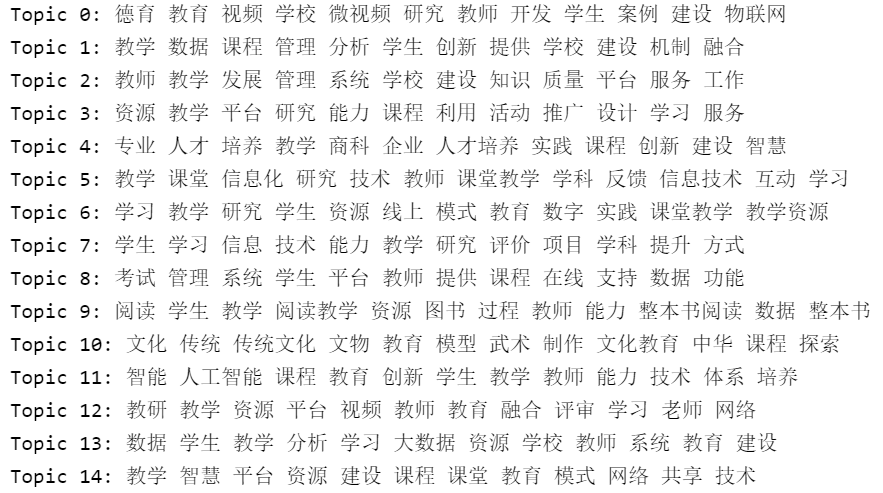 Topic 0: 德育 教育 视频 学校 微视频 研究 教师 开发 学生 案例 建设 物联网
Topic 1: 教学 数据 课程 管理 分析 学生 创新 提供 学校 建设 机制 融合
Topic 2: 教师 教学 发展 管理 系统 学校 建设 知识 质量 平台 服务 工作
Topic 3: 资源 教学 平台 研究 能力 课程 利用 活动 推广 设计 学习 服务
Topic 4: 专业 人才 培养 教学 商科 企业 人才培养 实践 课程 创新 建设 智慧
Topic 5: 教学 课堂 信息化 研究 技术 教师 课堂教学 学科 反馈 信息技术 互动 学习
Topic 6: 学习 教学 研究 学生 资源 线上 模式 教育 数字 实践 课堂教学 教学资源
Topic 7: 学生 学习 信息 技术 能力 教学 研究 评价 项目 学科 提升 方式
Topic 8: 考试 管理 系统 学生 平台 教师 提供 课程 在线 支持 数据 功能
Topic 9: 阅读 学生 教学 阅读教学 资源 图书 过程 教师 能力 整本书阅读 数据 整本书
Topic 10: 文化 传统 传统文化 文物 教育 模型 武术 制作 文化教育 中华 课程 探索
Topic 11: 智能 人工智能 课程 教育 创新 学生 教学 教师 能力 技术 体系 培养
Topic 12: 教研 教学 资源 平台 视频 教师 教育 融合 评审 学习 老师 网络
Topic 13: 数据 学生 教学 分析 学习 大数据 资源 学校 教师 系统 教育 建设
Topic 14: 教学 智慧 平台 资源 建设 课程 课堂 教育 模式 网络 共享 技术